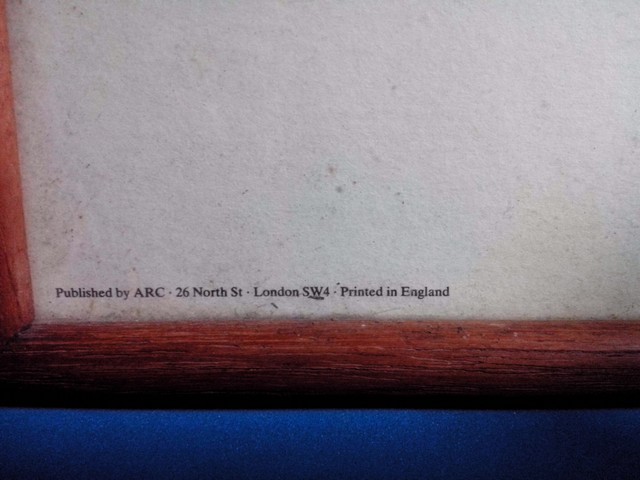 Published by ARC · 26 North St · London SW4 · Printed in England